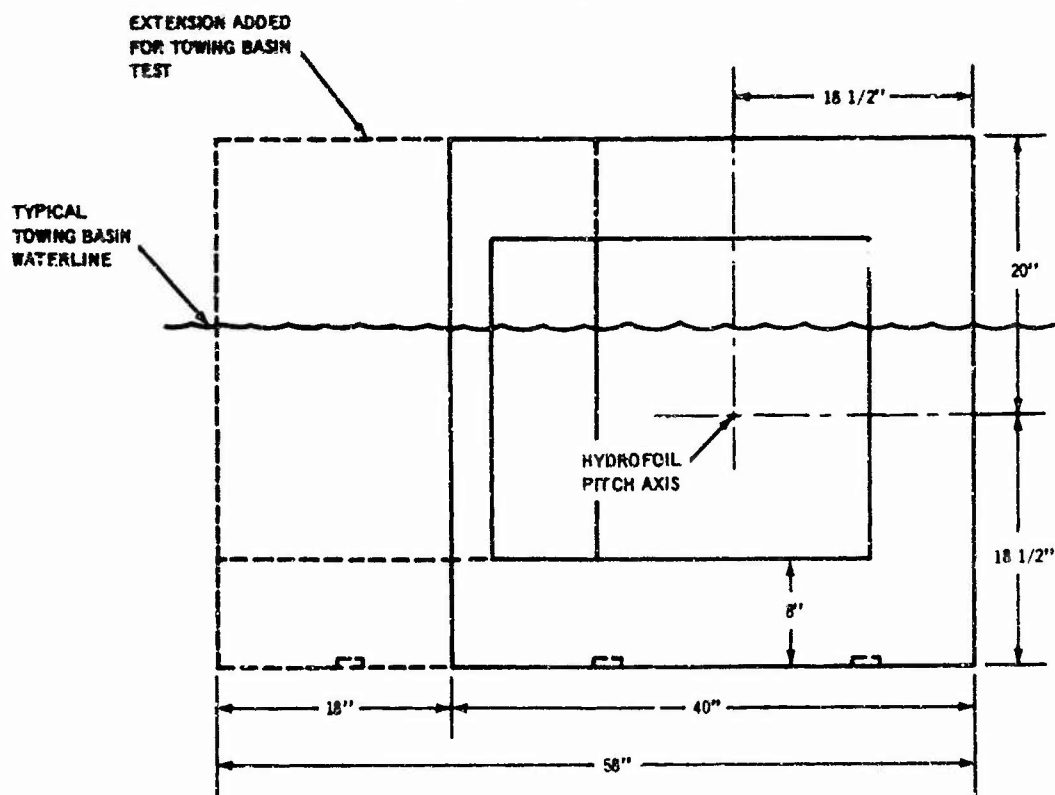 EXTENSION ADDED
FOR TOWING BASIN
TEST
18 1/2"
TYPICAL
TOWING BASIN
WATERLINE
20"
HYDROFOIL
PITCH AXIS
18 1/2"
8"
18"
40"
58"